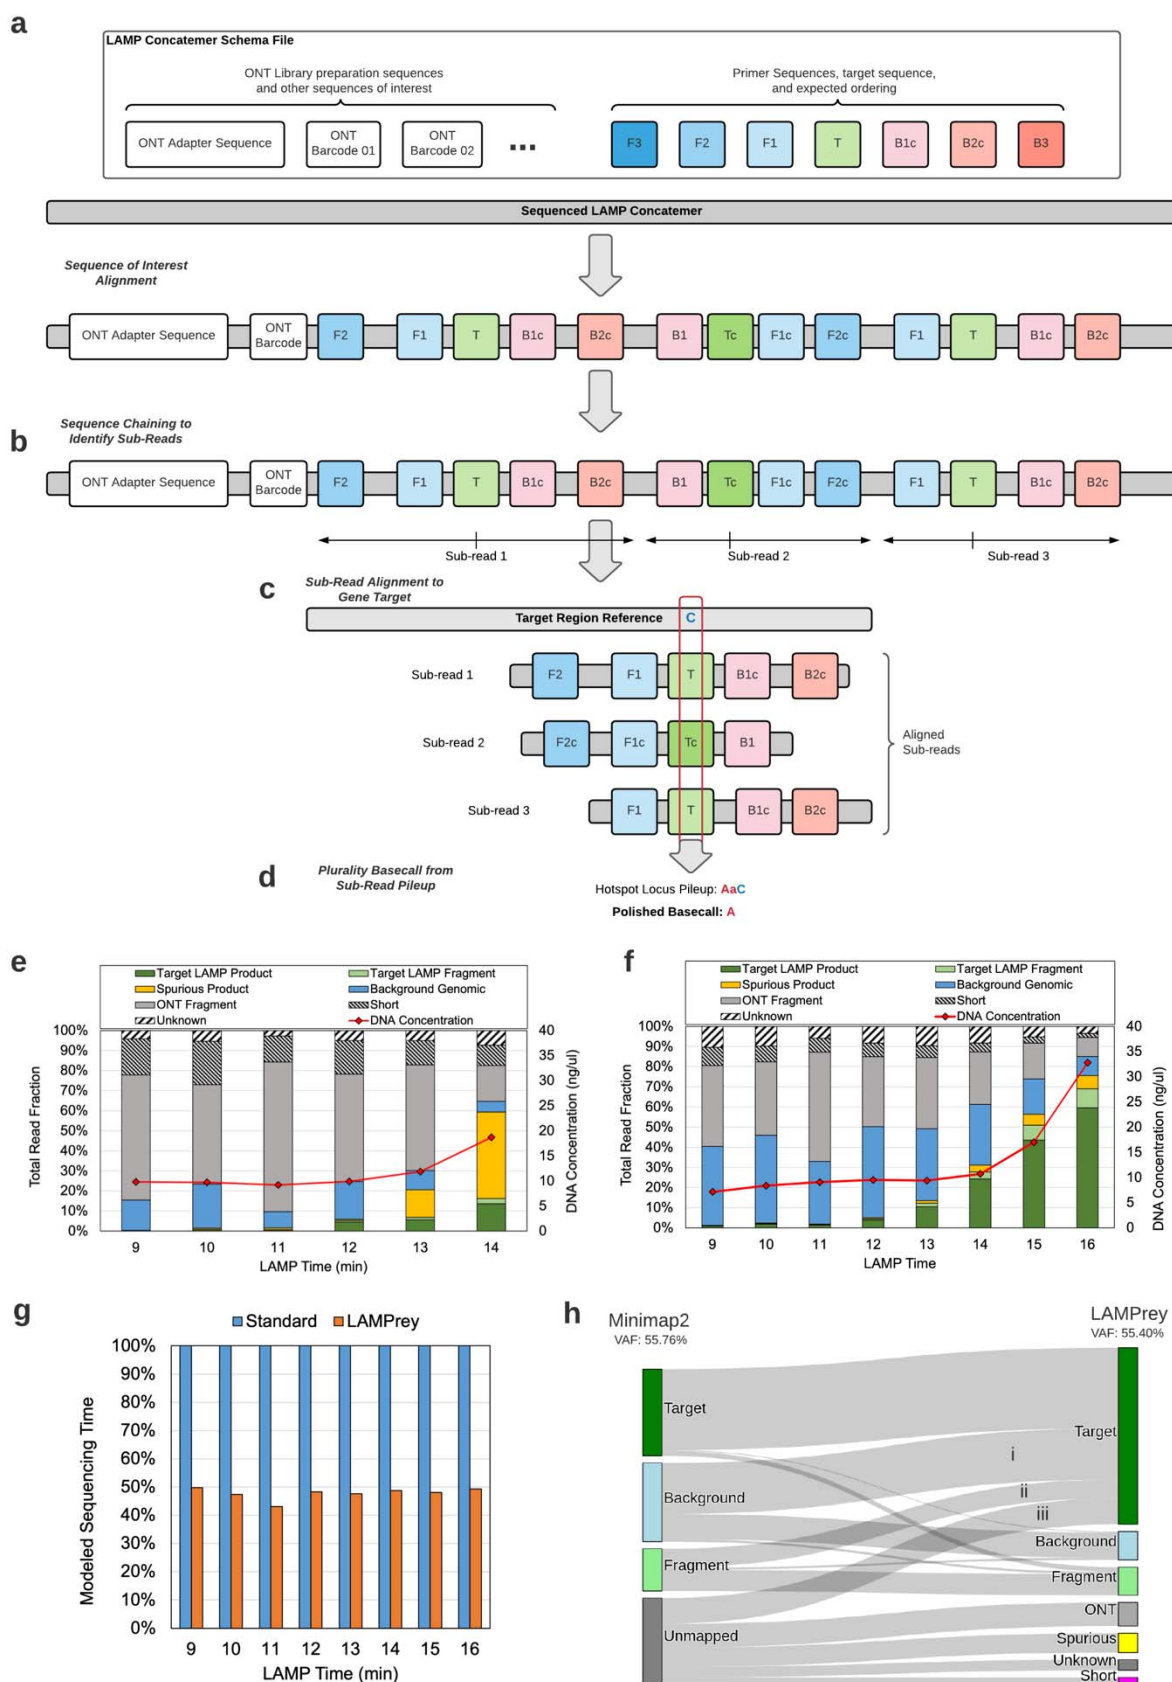 a
LAMP Concatemer Schema File
ONT Library preparation sequences
and other sequences of interest
Primer Sequences, target sequence,
and expected ordering
ONT Adapter Sequence
ONT
Barcode 01
ONT
Barcode 02
...
F3
F2
F1
T
B1c
B2c
B3
Sequenced LAMP Concatemer
Sequence of Interest
Alignment
ONT Adapter Sequence
ONT
Barcode
F2
F1
T
B1c
B2c
B1
Tc
F1c
F2c
F1
T
B1c
B2c
b
Sequence Chaining to
Identify Sub-Reads
ONT Adapter Sequence
ONT
Barcode
F2
F1
T
B1c
B2c
B1
Tc
F1c
F2c
F1
T
B1c
B2c
Sub-read 1
Sub-read 2
Sub-read 3
c
Sub-Read Alignment to
Gene Target
Target Region Reference
C
Sub-read 1
F2
F1
T
B1c
B2c
Sub-read 2
F2c
F1c
Tc
B1
Sub-read 3
F1
T
B1c
B2c
Aligned
Sub-reads
d
Plurality Basecall from
Sub-Read Pileup
Hotspot Locus Pileup: AaC
Polished Basecall: A
e
Target LAMP Product
Target LAMP Fragment
Spurious Product
Background Genomic
ONT Fragment
Short
Unknown
DNA Concentration
Total Read Fraction
100%
90%
80%
70%
60%
50%
40%
30%
20%
10%
0%
40
35
30
25
20
15
10
5
0
DNA Concentration (ng/ul)
9 10 11 12 13 14
LAMP Time (min)
f
Target LAMP Product
Target LAMP Fragment
Spurious Product
Background Genomic
ONT Fragment
Short
Unknown
DNA Concentration
Total Read Fraction
100%
90%
80%
70%
60%
50%
40%
30%
20%
10%
0%
40
35
30
25
20
15
10
5
0
DNA Concentration (ng/ul)
9 10 11 12 13 14 15 16
LAMP Time
g
Standard
LAMPrey
Modeled Sequencing Time
100%
90%
80%
70%
60%
50%
40%
30%
20%
10%
0%
9 10 11 12 13 14 15 16
LAMP Time (min)
h
Minimap2
VAF: 55.76%
LAMPrey
VAF: 55.40%
Target
Background
Fragment
Unmapped
i
ii
iii
Target
Background
Fragment
ONT
Spurious
Unknown
Short